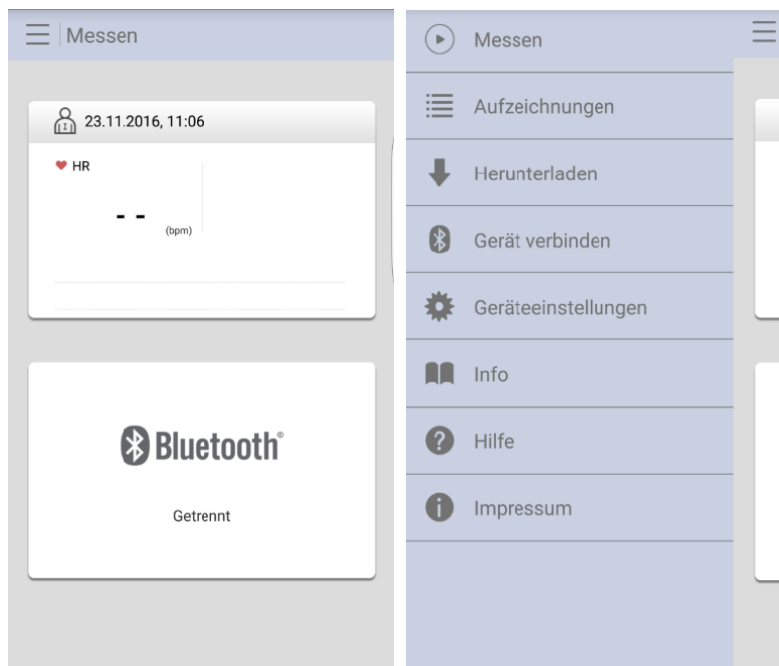 Messen
23.11.2016, 11:06
HR
- -
(bpm)
Bluetooth®
Getrennt
Messen
Aufzeichnungen
Herunterladen
Gerät verbinden
Geräteeinstellungen
Info
Hilfe
Impressum